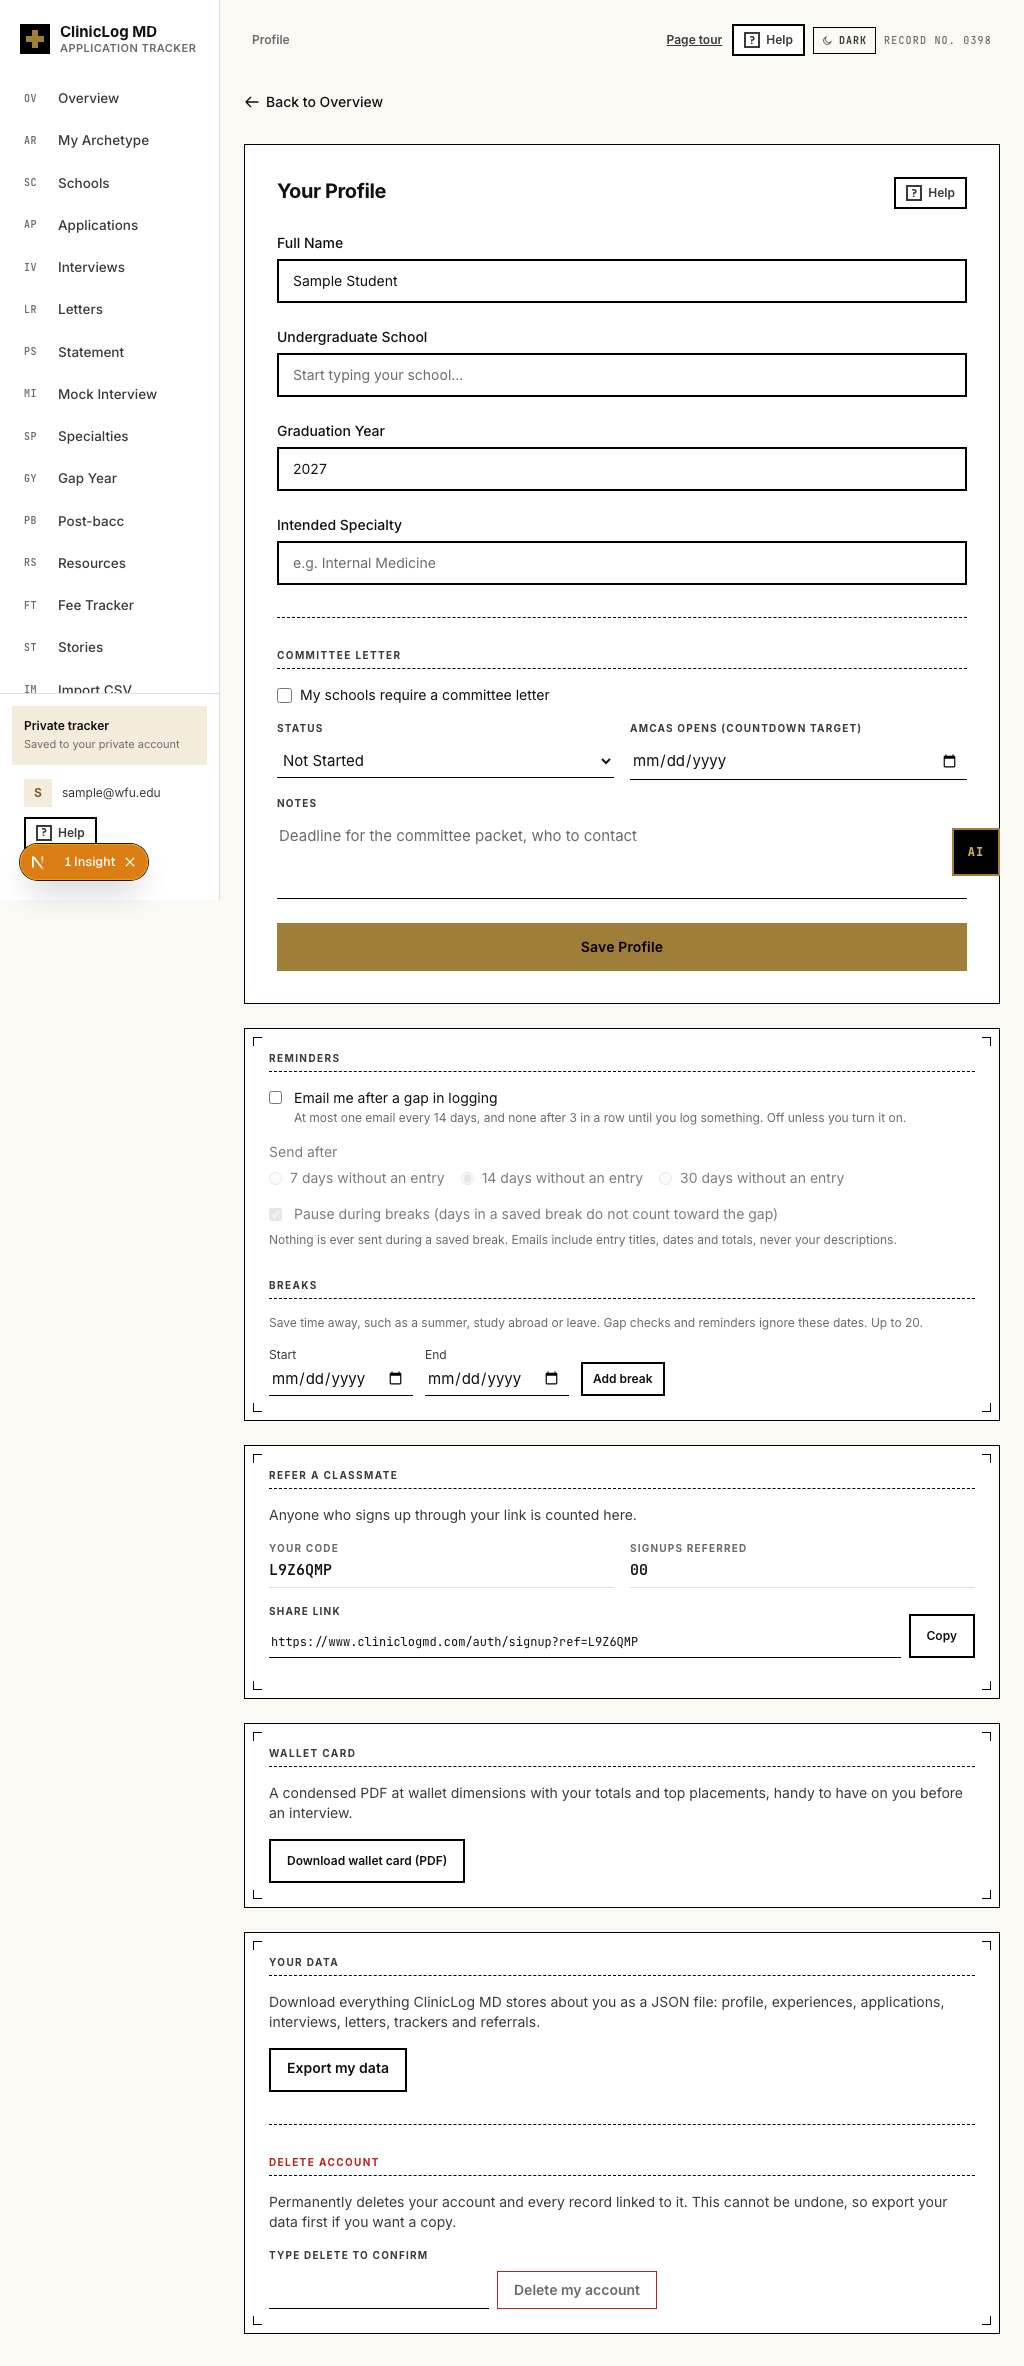 ClinicLog MD
APPLICATION TRACKER
OV Overview
AR My Archetype
SC Schools
AP Applications
IV Interviews
LR Letters
PS Statement
MI Mock Interview
SP Specialties
GY Gap Year
PB Post-bacc
RS Resources
FT Fee Tracker
ST Stories
IM Import CSV
Private tracker
Saved to your private account
S sample@wfu.edu
? Help
N 1 Insight
Profile
Page tour
? Help
DARK
RECORD NO. 0398
Back to Overview
Your Profile
? Help
Full Name
Sample Student
Undergraduate School
Start typing your school...
Graduation Year
2027
Intended Specialty
e.g. Internal Medicine
COMMITTEE LETTER
My schools require a committee letter
STATUS
Not Started
AMCAS OPENS (COUNTDOWN TARGET)
mm/dd/yyyy
NOTES
Deadline for the committee packet, who to contact
AI
Save Profile
REMINDERS
Email me after a gap in logging
At most one email every 14 days, and none after 3 in a row until you log something. Off unless you turn it on.
Send after
7 days without an entry 14 days without an entry 30 days without an entry
Pause during breaks (days in a saved break do not count toward the gap)
Nothing is ever sent during a saved break. Emails include entry titles, dates and totals, never your descriptions.
BREAKS
Save time away, such as a summer, study abroad or leave. Gap checks and reminders ignore these dates. Up to 20.
Start End
mm/dd/yyyy mm/dd/yyyy Add break
REFER A CLASSMATE
Anyone who signs up through your link is counted here.
YOUR CODE
L9Z6QMP
SIGNUPS REFERRED
00
SHARE LINK
https://www.cliniclogmd.com/auth/signup?ref=L9Z6QMP
Copy
WALLET CARD
A condensed PDF at wallet dimensions with your totals and top placements, handy to have on you before
an interview.
Download wallet card (PDF)
YOUR DATA
Download everything ClinicLog MD stores about you as a JSON file: profile, experiences, applications,
interviews, letters, trackers and referrals.
Export my data
DELETE ACCOUNT
Permanently deletes your account and every record linked to it. This cannot be undone, so export your
data first if you want a copy.
TYPE DELETE TO CONFIRM
Delete my account